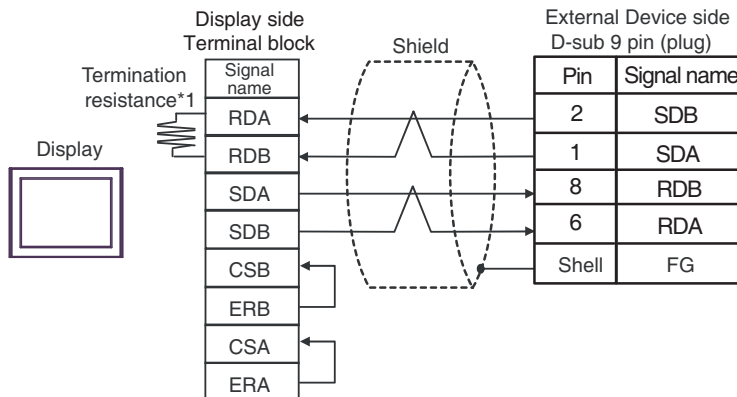 Display side
Terminal block
Shield
External Device side
D-sub 9 pin (plug)
Termination
resistance*1
Display
Signal
name
RDA
RDB
SDA
SDB
CSB
ERB
CSA
ERA
Pin Signal name
2 SDB
1 SDA
8 RDB
6 RDA
Shell FG